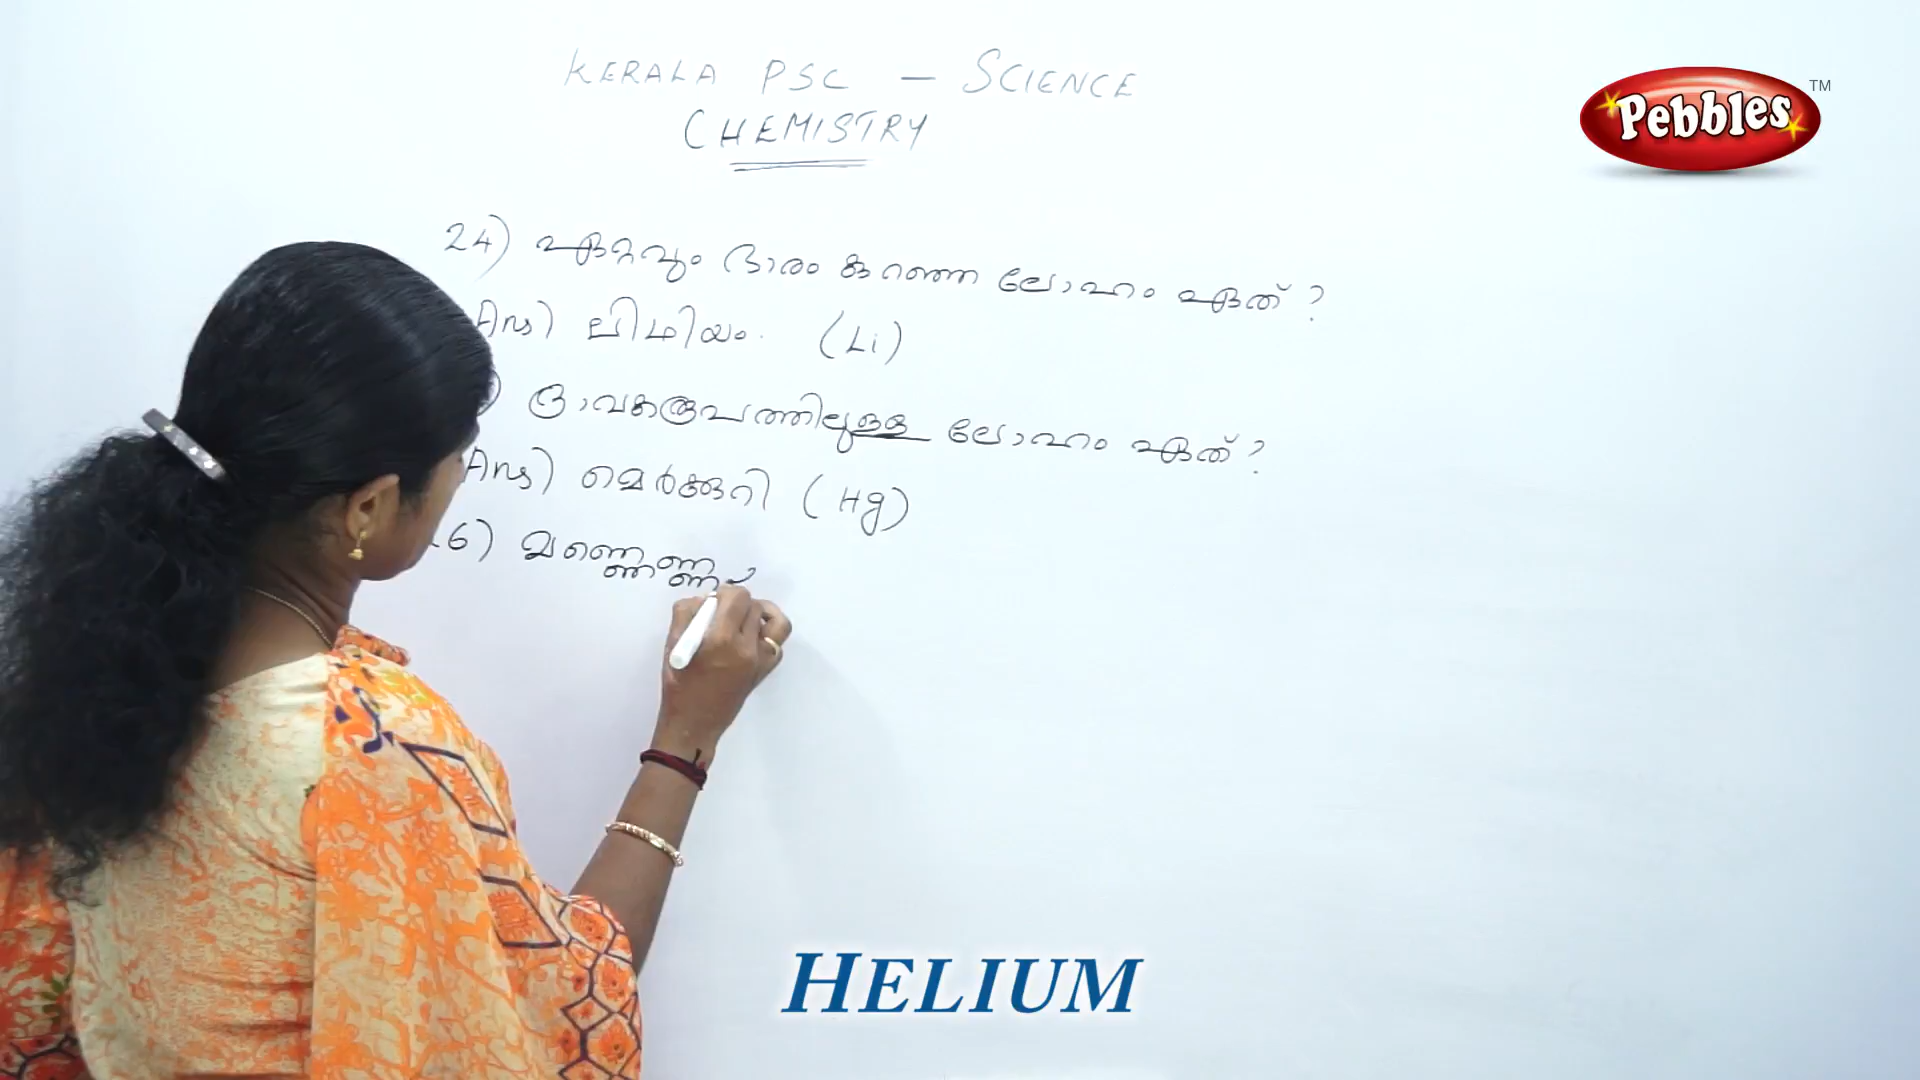 KERALA PSC – SCIENCE
CHEMISTRY
Pebbles TM
24) ഏറ്റവും ഭാരം കുറഞ്ഞ ലോഹം ഏത് ?
Ans) ലിഥിയം. (Li)
) ദ്രാവകരൂപത്തിലുള്ള ലോഹം ഏത് ?
Ans) മെർക്കുറി (Hg)
6) മണ്ണെണ്ണ
HELIUM